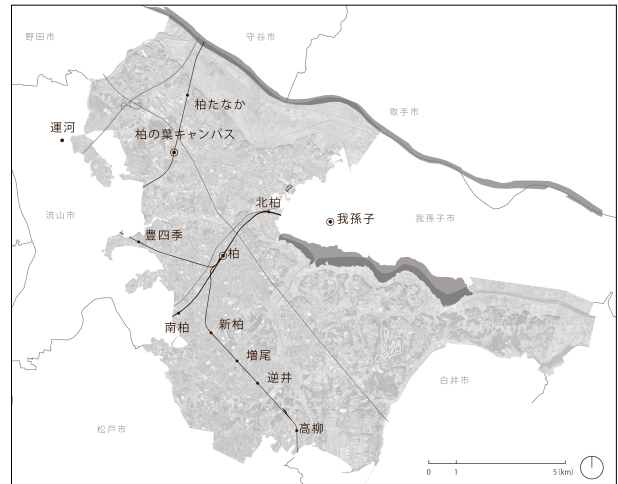 野田市
守谷市
取手市
柏たなか
運河
柏の葉キャンパス
北柏
我孫子
我孫子市
流山市
豊四季
柏
南柏
新柏
増尾
逆井
白井市
松戸市
高柳
0 1 5 (km)